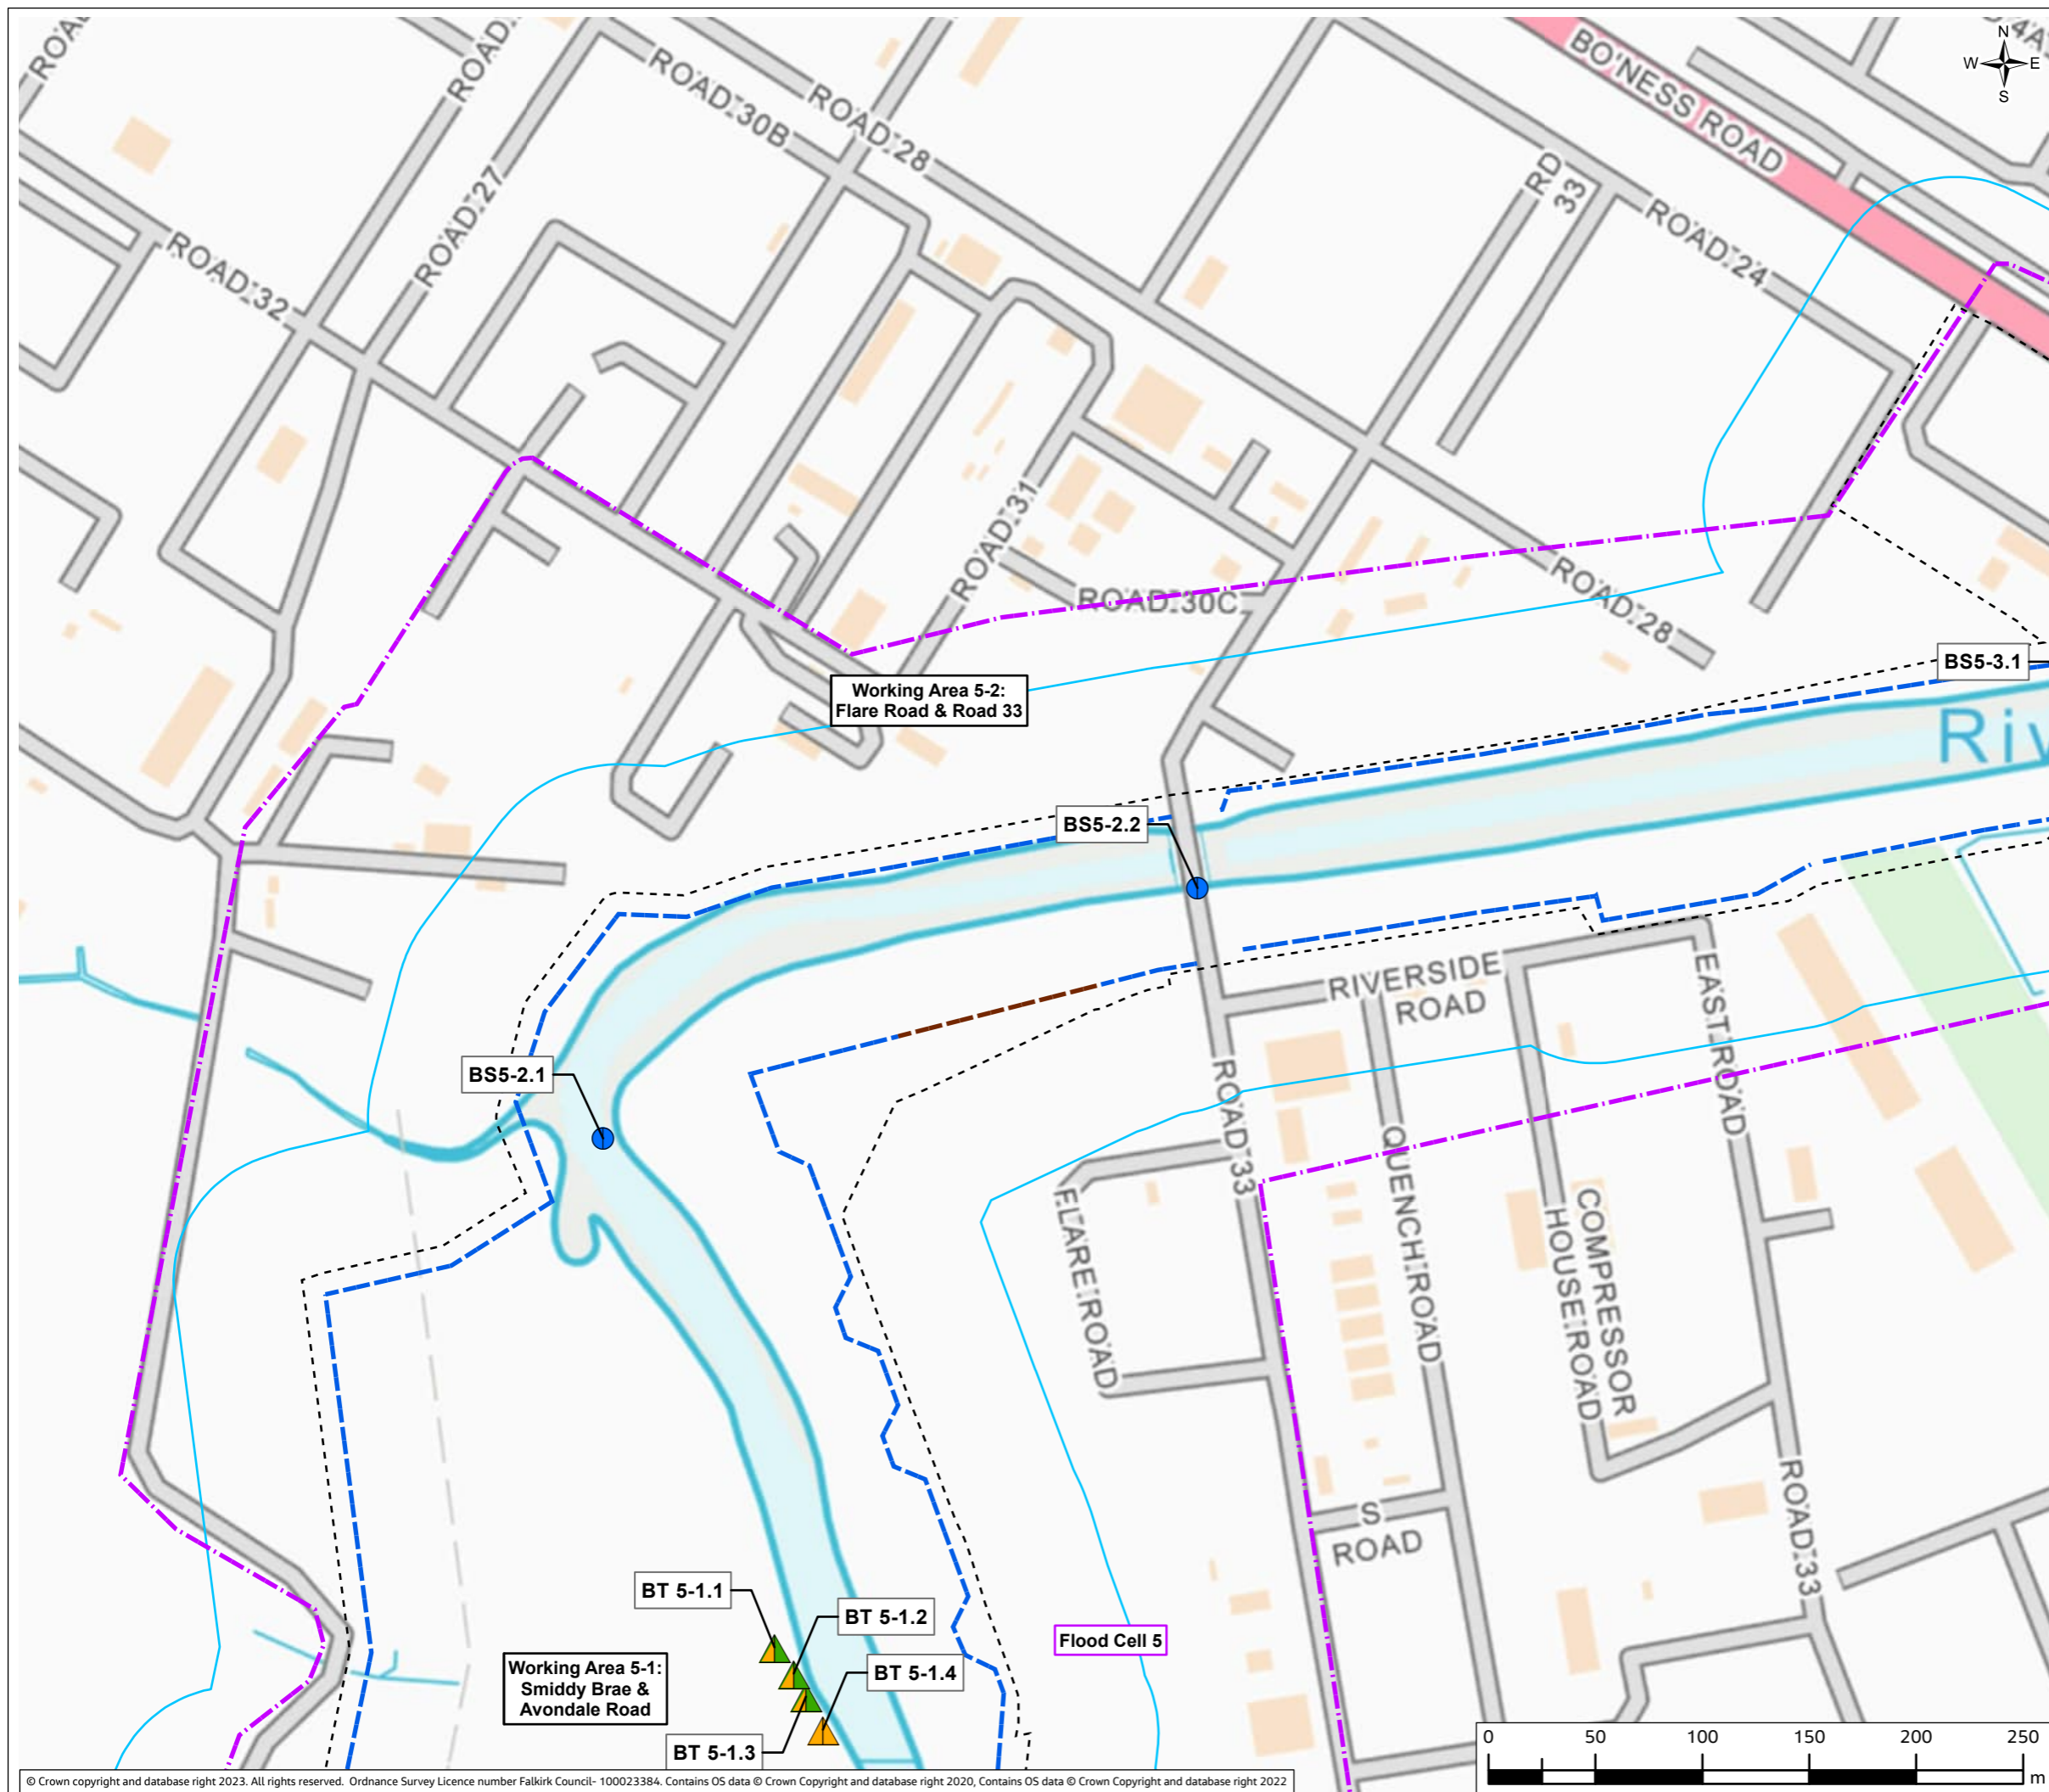 ROAD
ROAD
BO'NESS ROAD
4A
N
W E
S
ROAD 30B
ROAD 28
RD
33
ROAD 27
ROAD 32
ROAD 24
ROAD 31
ROAD 30C
ROAD 28
BS5-3.1
Working Area 5-2:
Flare Road & Road 33
Riv
BS5-2.2
RIVERSIDE
ROAD
EAST ROAD
BS5-2.1
ROAD 33
QUENCH ROAD
FLARE ROAD
COMPRESSOR
HOUSE ROAD
S
ROAD
ROAD 33
BT 5-1.1
BT 5-1.2
Flood Cell 5
BT 5-1.4
Working Area 5-1:
Smiddy Brae &
Avondale Road
BT 5-1.3
0 50 100 150 200 250
m
© Crown copyright and database right 2023. All rights reserved. Ordnance Survey Licence number Falkirk Council- 100023384. Contains OS data © Crown Copyright and database right 2020, Contains OS data © Crown Copyright and database right 2022